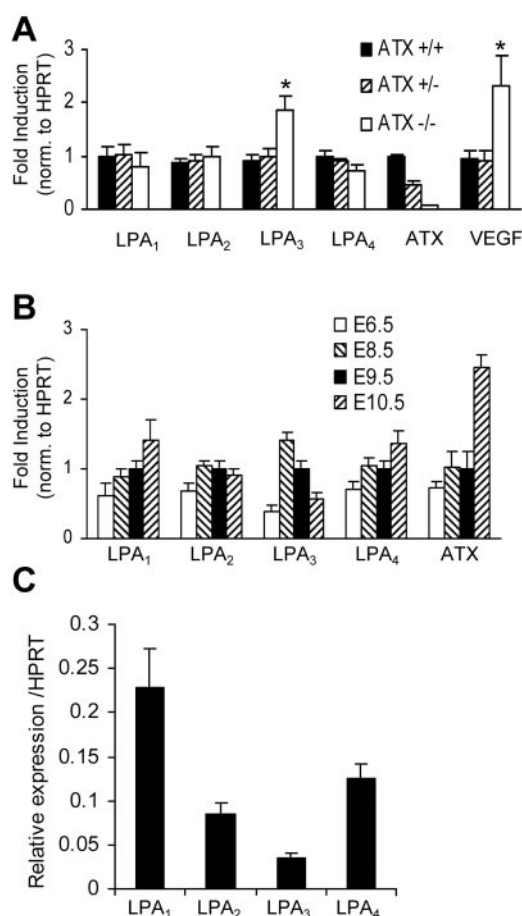 A
Fold Induction
(norm. to HPRT)
3
2
1
0
ATX +/+
ATX +/-
ATX -/-
*
*
LPA₁ LPA₂ LPA₃ LPA₄ ATX VEGF
B
Fold Induction
(norm. to HPRT)
3
2
1
0
E6.5
E8.5
E9.5
E10.5
LPA₁ LPA₂ LPA₃ LPA₄ ATX
C
Relative expression /HPRT
0.3
0.25
0.2
0.15
0.1
0.05
0
LPA₁ LPA₂ LPA₃ LPA₄